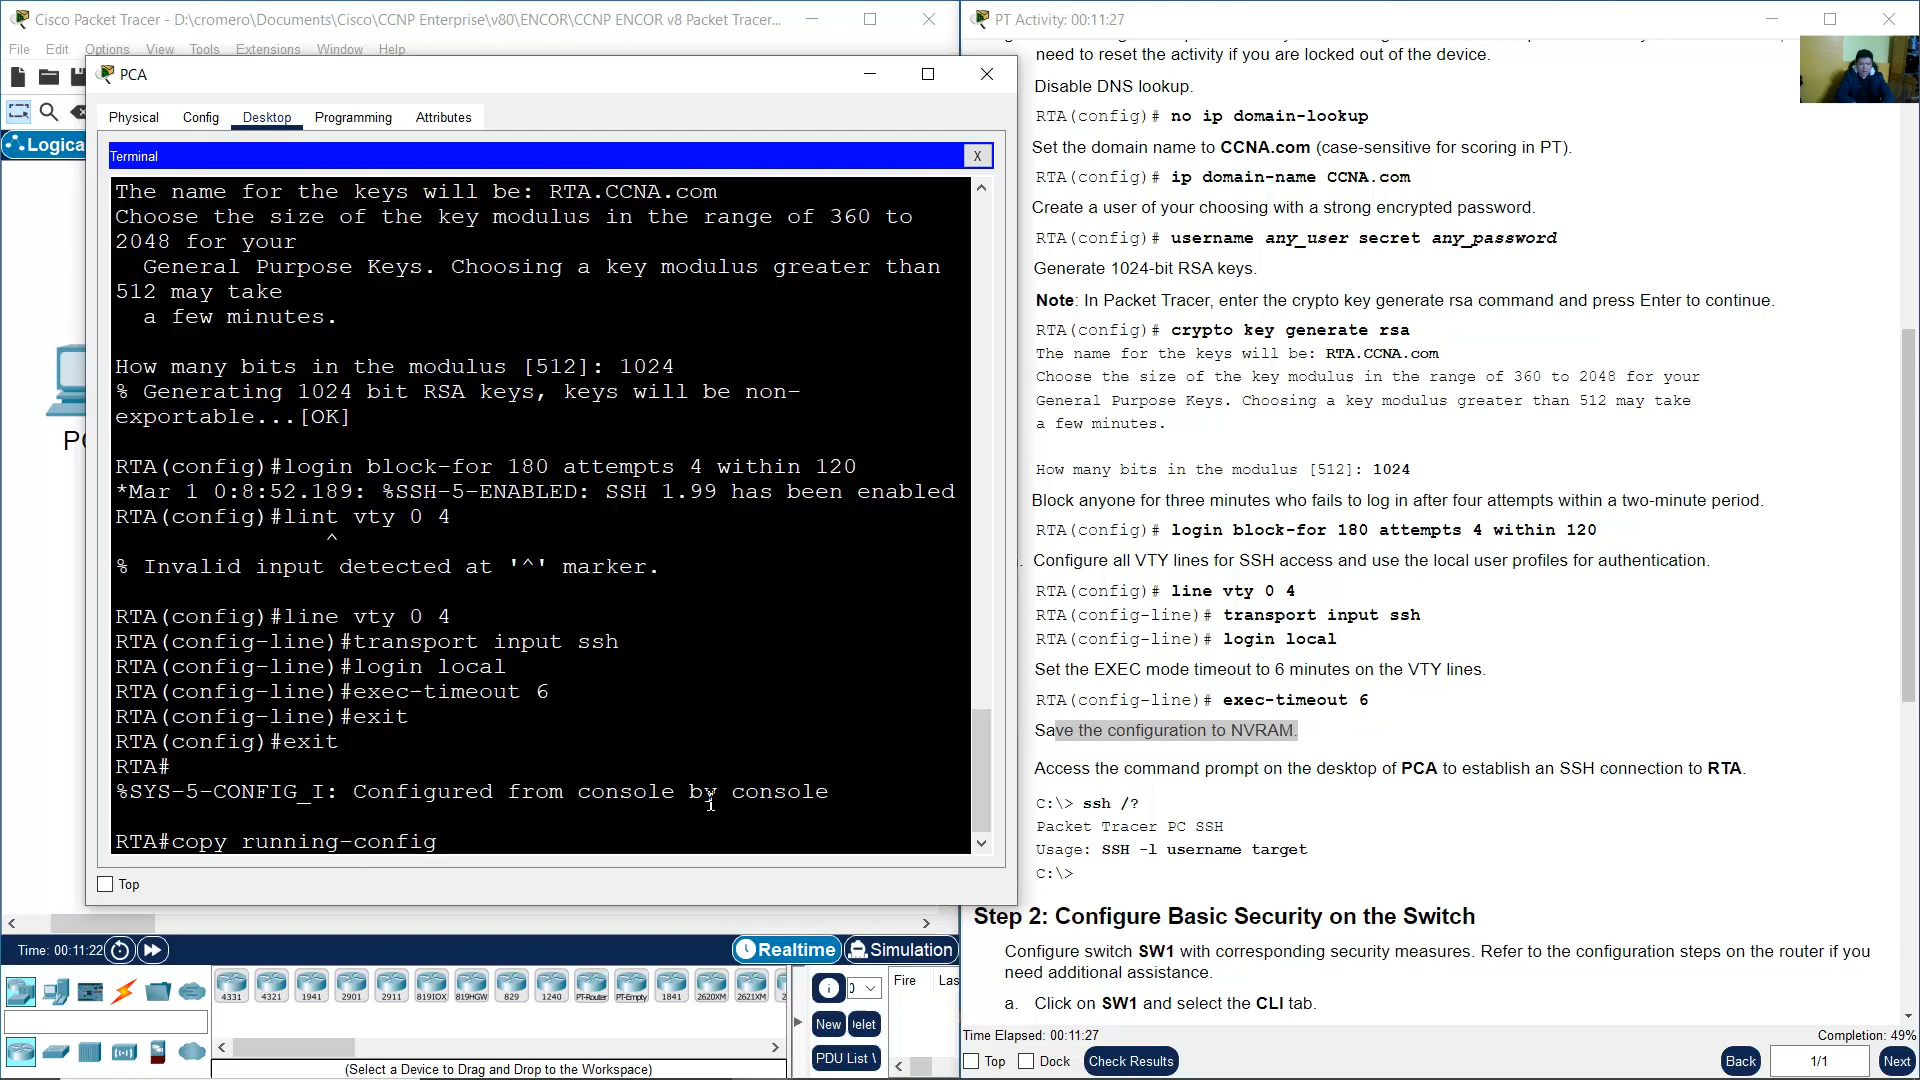 Cisco Packet Tracer - D:\cromero\Documents\Cisco\CCNP Enterprise\v80\ENCOR\CCNP ENCOR v8 Packet Tracer...
File Edit Options View Tools Extensions Window Help
Logica
PCA
Physical Config Desktop Programming Attributes
Terminal
X
The name for the keys will be: RTA.CCNA.com
Choose the size of the key modulus in the range of 360 to
2048 for your
General Purpose Keys. Choosing a key modulus greater than
512 may take
a few minutes.
How many bits in the modulus [512]: 1024
% Generating 1024 bit RSA keys, keys will be non-
exportable...[OK]
RTA(config)#login block-for 180 attempts 4 within 120
*Mar 1 0:8:52.189: %SSH-5-ENABLED: SSH 1.99 has been enabled
RTA(config)#lint vty 0 4
^
% Invalid input detected at '^' marker.
RTA(config)#line vty 0 4
RTA(config-line)#transport input ssh
RTA(config-line)#login local
RTA(config-line)#exec-timeout 6
RTA(config-line)#exit
RTA(config)#exit
RTA#
%SYS-5-CONFIG_I: Configured from console by console
RTA#copy running-config
Top
Time: 00:11:22
Realtime Simulation
4331 4321 1941 2901 2911 819IOX 819HGW 829 1240 PT-Router PT-Empty 1841 2620XM 2621XM 2
(Select a Device to Drag and Drop to the Workspace)
Fire Las
New
elet
PDU List \
PT Activity: 00:11:27
need to reset the activity if you are locked out of the device.
Disable DNS lookup.
RTA(config)# no ip domain-lookup
Set the domain name to CCNA.com (case-sensitive for scoring in PT).
RTA(config)# ip domain-name CCNA.com
Create a user of your choosing with a strong encrypted password.
RTA(config)# username any_user secret any_password
Generate 1024-bit RSA keys.
Note: In Packet Tracer, enter the crypto key generate rsa command and press Enter to continue.
RTA(config)# crypto key generate rsa
The name for the keys will be: RTA.CCNA.com
Choose the size of the key modulus in the range of 360 to 2048 for your
General Purpose Keys. Choosing a key modulus greater than 512 may take
a few minutes.
How many bits in the modulus [512]: 1024
Block anyone for three minutes who fails to log in after four attempts within a two-minute period.
RTA(config)# login block-for 180 attempts 4 within 120
Configure all VTY lines for SSH access and use the local user profiles for authentication.
RTA(config)# line vty 0 4
RTA(config-line)# transport input ssh
RTA(config-line)# login local
Set the EXEC mode timeout to 6 minutes on the VTY lines.
RTA(config-line)# exec-timeout 6
Save the configuration to NVRAM.
Access the command prompt on the desktop of PCA to establish an SSH connection to RTA.
C:\> ssh /?
Packet Tracer PC SSH
Usage: SSH -l username target
C:\>
Step 2: Configure Basic Security on the Switch
Configure switch SW1 with corresponding security measures. Refer to the configuration steps on the router if you
need additional assistance.
a. Click on SW1 and select the CLI tab.
Time Elapsed: 00:11:27
Completion: 49%
Top Dock Check Results
Back 1/1 Next